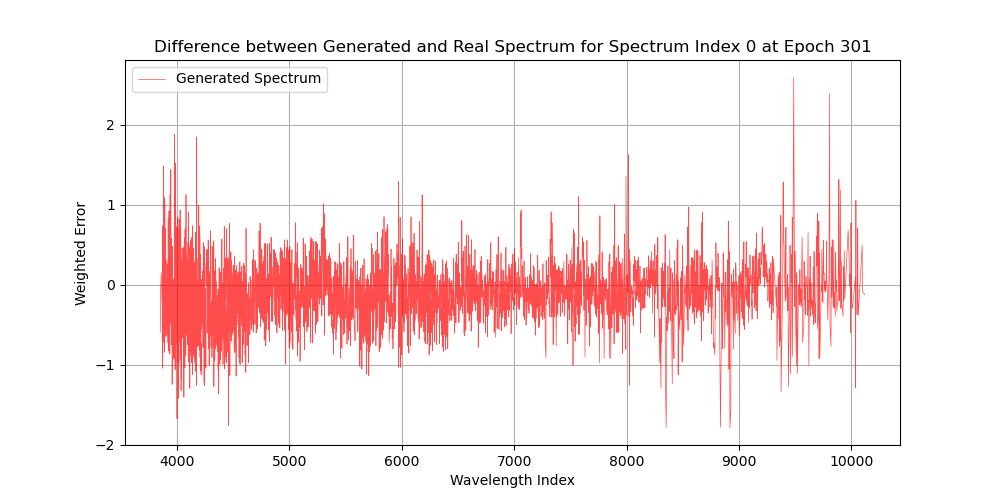 Difference between Generated and Real Spectrum for Spectrum Index 0 at Epoch 301
Generated Spectrum
Weighted Error
2
1
0
−1
−2
4000 5000 6000 7000 8000 9000 10000
Wavelength Index